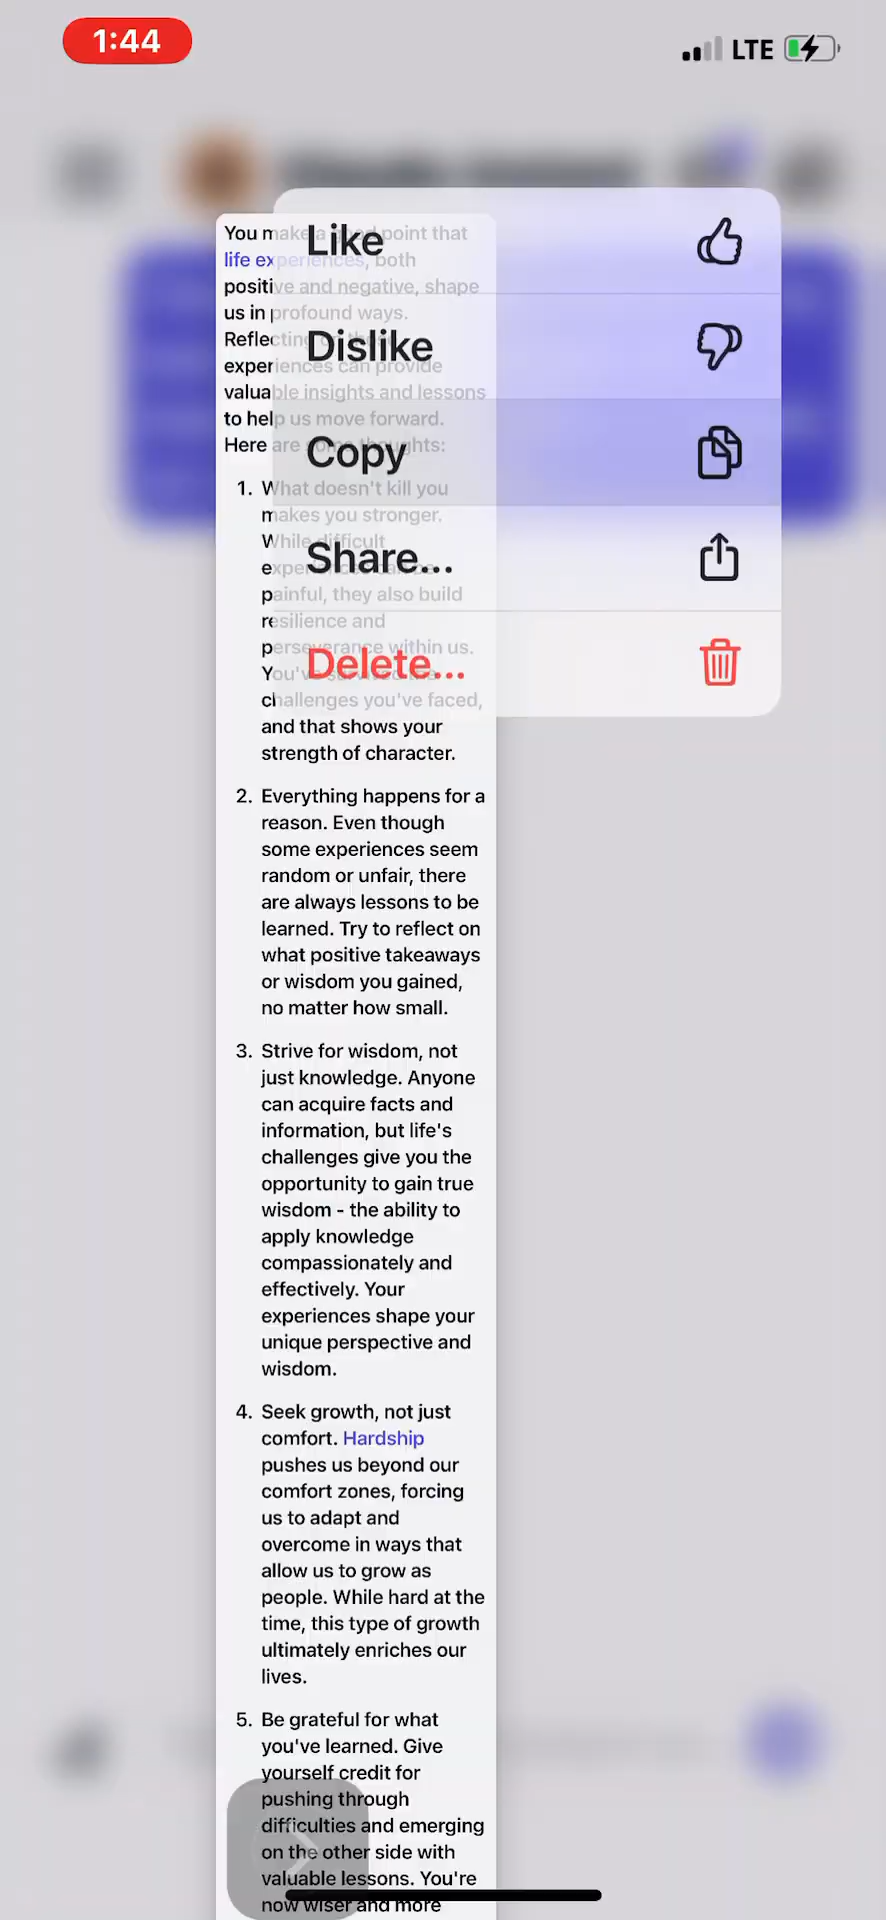 1:44
LTE
You make a good point that
life experiences, both
positive and negative, shape
us in profound ways.
Reflecting on those
experiences can provide
valuable insights and lessons
to help us move forward.
Here are some thoughts:
1. What doesn't kill you
makes you stronger.
While difficult
experiences can be
painful, they also build
resilience and
perseverance within us.
You've survived the
challenges you've faced,
and that shows your
strength of character.
2. Everything happens for a
reason. Even though
some experiences seem
random or unfair, there
are always lessons to be
learned. Try to reflect on
what positive takeaways
or wisdom you gained,
no matter how small.
3. Strive for wisdom, not
just knowledge. Anyone
can acquire facts and
information, but life's
challenges give you the
opportunity to gain true
wisdom - the ability to
apply knowledge
compassionately and
effectively. Your
experiences shape your
unique perspective and
wisdom.
4. Seek growth, not just
comfort. Hardship
pushes us beyond our
comfort zones, forcing
us to adapt and
overcome in ways that
allow us to grow as
people. While hard at the
time, this type of growth
ultimately enriches our
lives.
5. Be grateful for what
you've learned. Give
yourself credit for
pushing through
difficulties and emerging
on the other side with
valuable lessons. You're
now wiser and more
Like
Dislike
Copy
Share...
Delete...